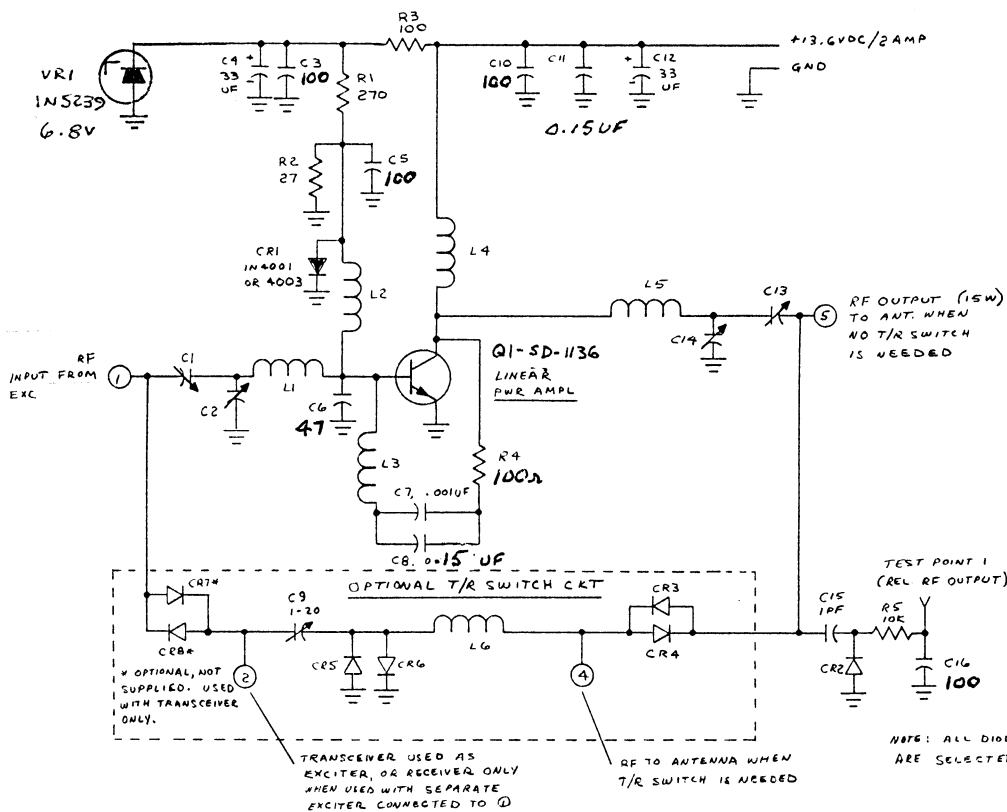 R3
100
+13.6VDC/2 AMP
GND
VR1
1N5239
6.8V
C4 +
33
UF
C3
100
R1
270
C10
100
C11
C12
+
33
UF
0.15UF
R2
27
C5
100
CR1
1N4001
OR 4003
L2
L4
L5
C13
5
RF OUTPUT (15W)
TO ANT. WHEN
NO T/R SWITCH
IS NEEDED
C14
RF
INPUT FROM
EXC
1
C1
C2
L1
C6
47
Q1-SD-1136
LINEAR
PWR AMPL
L3
R4
100Ω
C7, .001UF
C8, 0.15 UF
OPTIONAL T/R SWITCH CKT
CR7*
CR8*
C9
1-20
CR5
CR6
L6
CR3
CR4
2
4
* OPTIONAL, NOT
SUPPLIED. USED
WITH TRANSCEIVER
ONLY.
TEST POINT 1
(REL RF OUTPUT)
C15
1PF
R5
10K
CR2
C16
100
TRANSCEIVER USED AS
EXCITER, OR RECEIVER ONLY
WHEN USED WITH SEPARATE
EXCITER CONNECTED TO ①
RF TO ANTENNA WHEN
T/R SWITCH IS NEEDED
NOTE: ALL DIO
ARE SELECTE